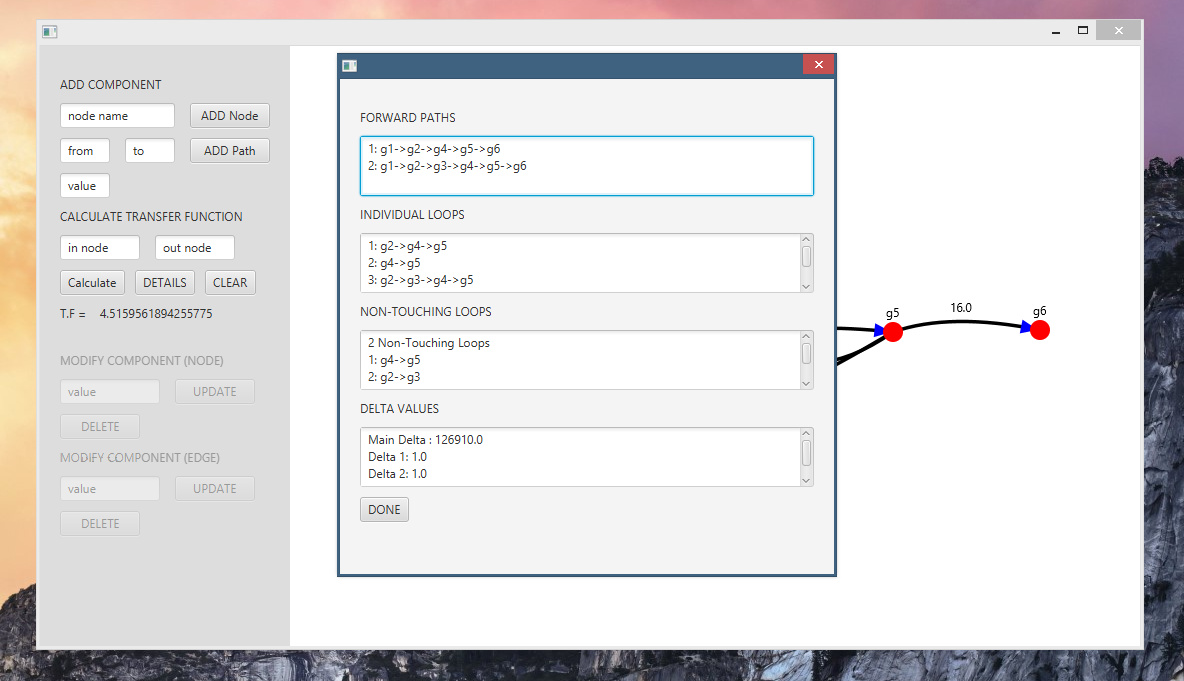 ADD COMPONENT
node name ADD Node
from to ADD Path
value
CALCULATE TRANSFER FUNCTION
in node out node
Calculate DETAILS CLEAR
T.F = 4.5159561894255775
MODIFY COMPONENT (NODE)
value UPDATE
DELETE
MODIFY COMPONENT (EDGE)
value UPDATE
DELETE
FORWARD PATHS
1: g1->g2->g4->g5->g6
2: g1->g2->g3->g4->g5->g6
INDIVIDUAL LOOPS
1: g2->g4->g5
2: g4->g5
3: g2->g3->g4->g5
NON-TOUCHING LOOPS
2 Non-Touching Loops
1: g4->g5
2: g2->g3
DELTA VALUES
Main Delta : 126910.0
Delta 1: 1.0
Delta 2: 1.0
DONE
g5
16.0
g6